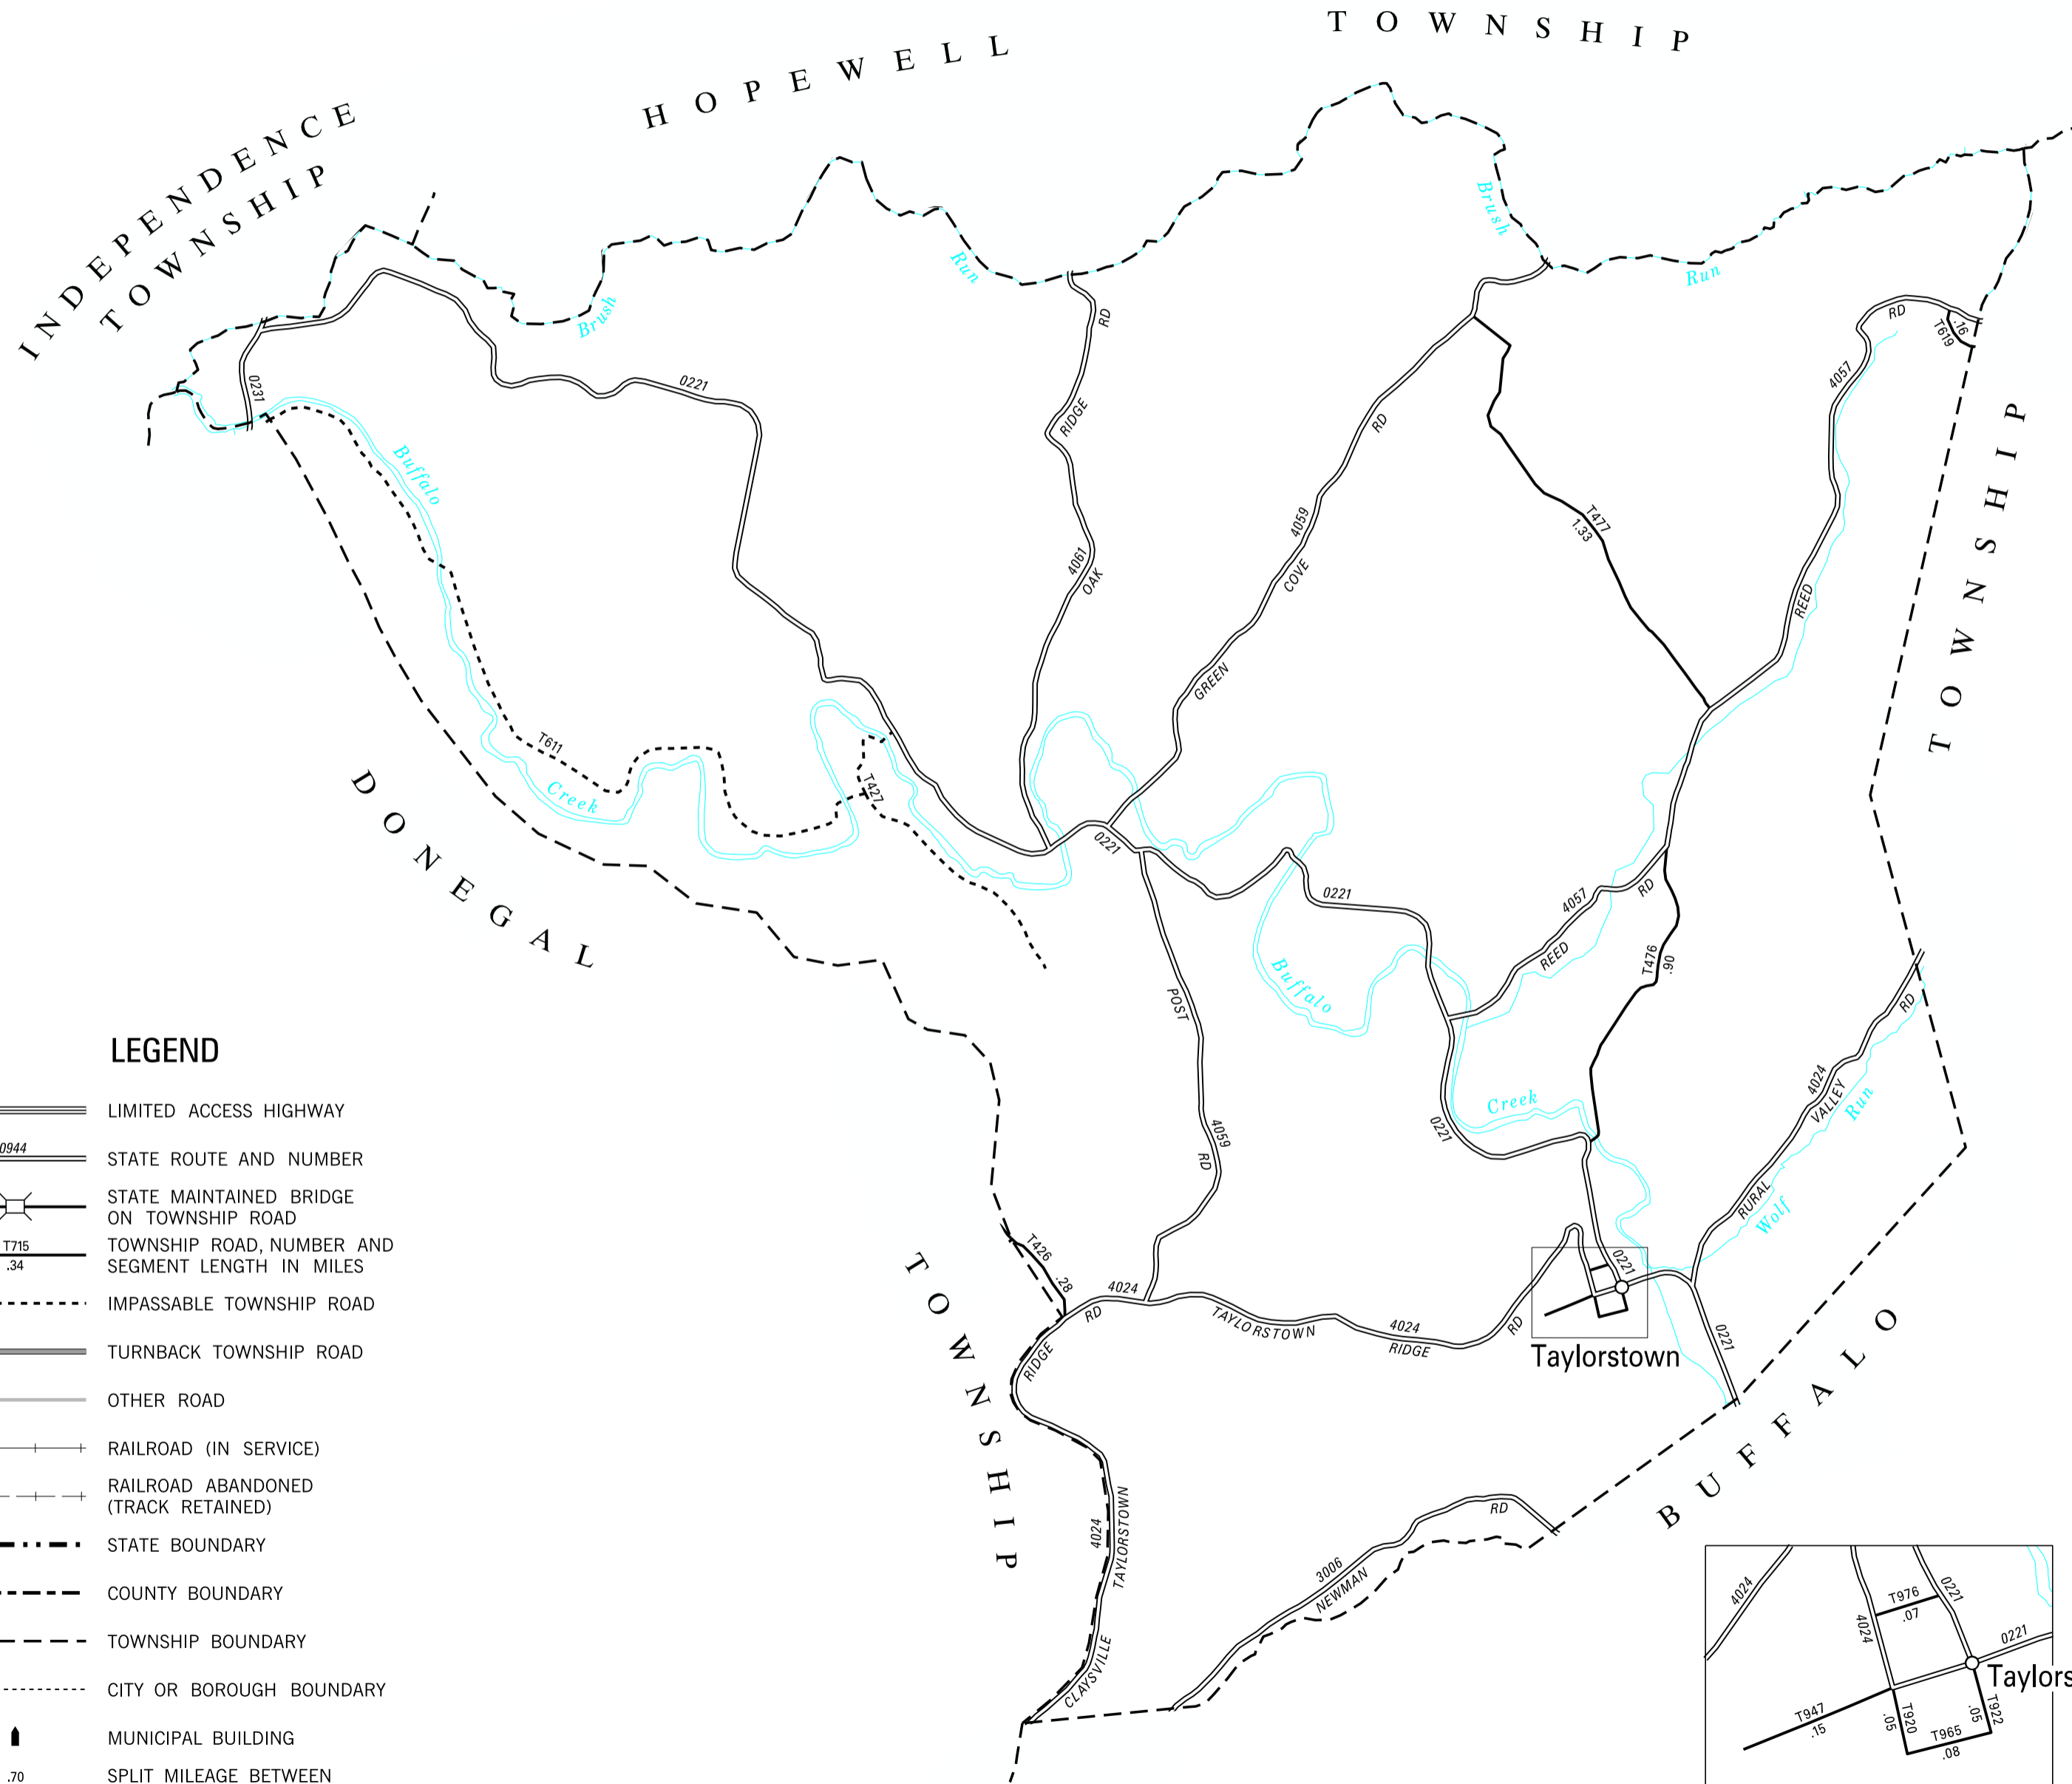 TOWNSHIP
HOPEWELL
INDEPENDENCE
TOWNSHIP
Brush
Run
Brush
Run
RD
RD
.16
T619
0231
0221
4057
RIDGE
RD
TOWNSHIP
Buffalo
4059
T477
1.33
4061
OAK
COVE
REED
GREEN
T611
T427
Creek
DONEGAL
0221
0221
4057
RD
REED
T476
.90
Buffalo
POST
RD
4024
VALLEY
Run
Creek
0221
4059
RD
RURAL
Wolf
T426
.28
0221
4024
RD
TAYLORSTOWN
4024
RIDGE
RD
0221
Taylorstown
RIDGE
TOWNSHIP
BUFFALO
4024
TAYLORSTOWN
RD
3006
NEWMAN
CLAYSVILLE
LEGEND
LIMITED ACCESS HIGHWAY
0944
STATE ROUTE AND NUMBER
STATE MAINTAINED BRIDGE
ON TOWNSHIP ROAD
T715
.34
TOWNSHIP ROAD, NUMBER AND
SEGMENT LENGTH IN MILES
IMPASSABLE TOWNSHIP ROAD
TURNBACK TOWNSHIP ROAD
OTHER ROAD
RAILROAD (IN SERVICE)
RAILROAD ABANDONED
(TRACK RETAINED)
STATE BOUNDARY
COUNTY BOUNDARY
TOWNSHIP BOUNDARY
CITY OR BOROUGH BOUNDARY
MUNICIPAL BUILDING
.70
SPLIT MILEAGE BETWEEN
4024
T976
.07
0221
4024
0221
Taylors
T947
.15
T920
.05
T922
.05
T965
.08